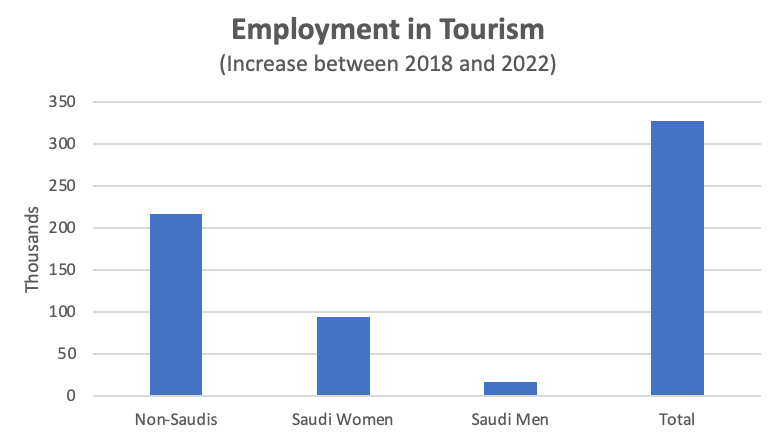 Employment in Tourism
(Increase between 2018 and 2022)
350
300
250
200
150
100
50
0
Thousands
Non-Saudis
Saudi Women
Saudi Men
Total